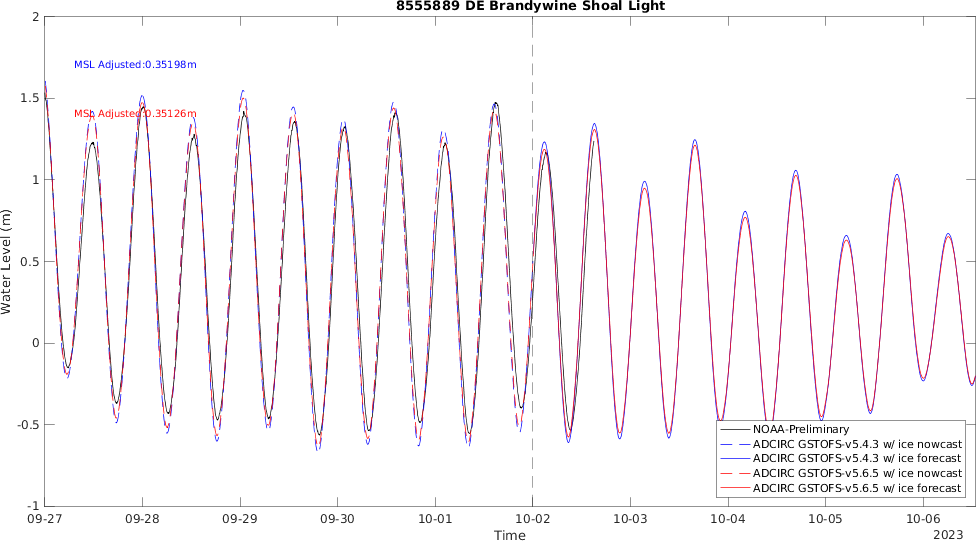 8555889 DE Brandywine Shoal Light
2
1.5
1
0.5
0
-0.5
-1
Water Level (m)
MSL Adjusted:0.35198m
MSL Adjusted:0.35126m
NOAA-Preliminary
ADCIRC GSTOFS-v5.4.3 w/ ice nowcast
ADCIRC GSTOFS-v5.4.3 w/ ice forecast
ADCIRC GSTOFS-v5.6.5 w/ ice nowcast
ADCIRC GSTOFS-v5.6.5 w/ ice forecast
09-27 09-28 09-29 09-30 10-01 10-02 10-03 10-04 10-05 10-06
Time
2023